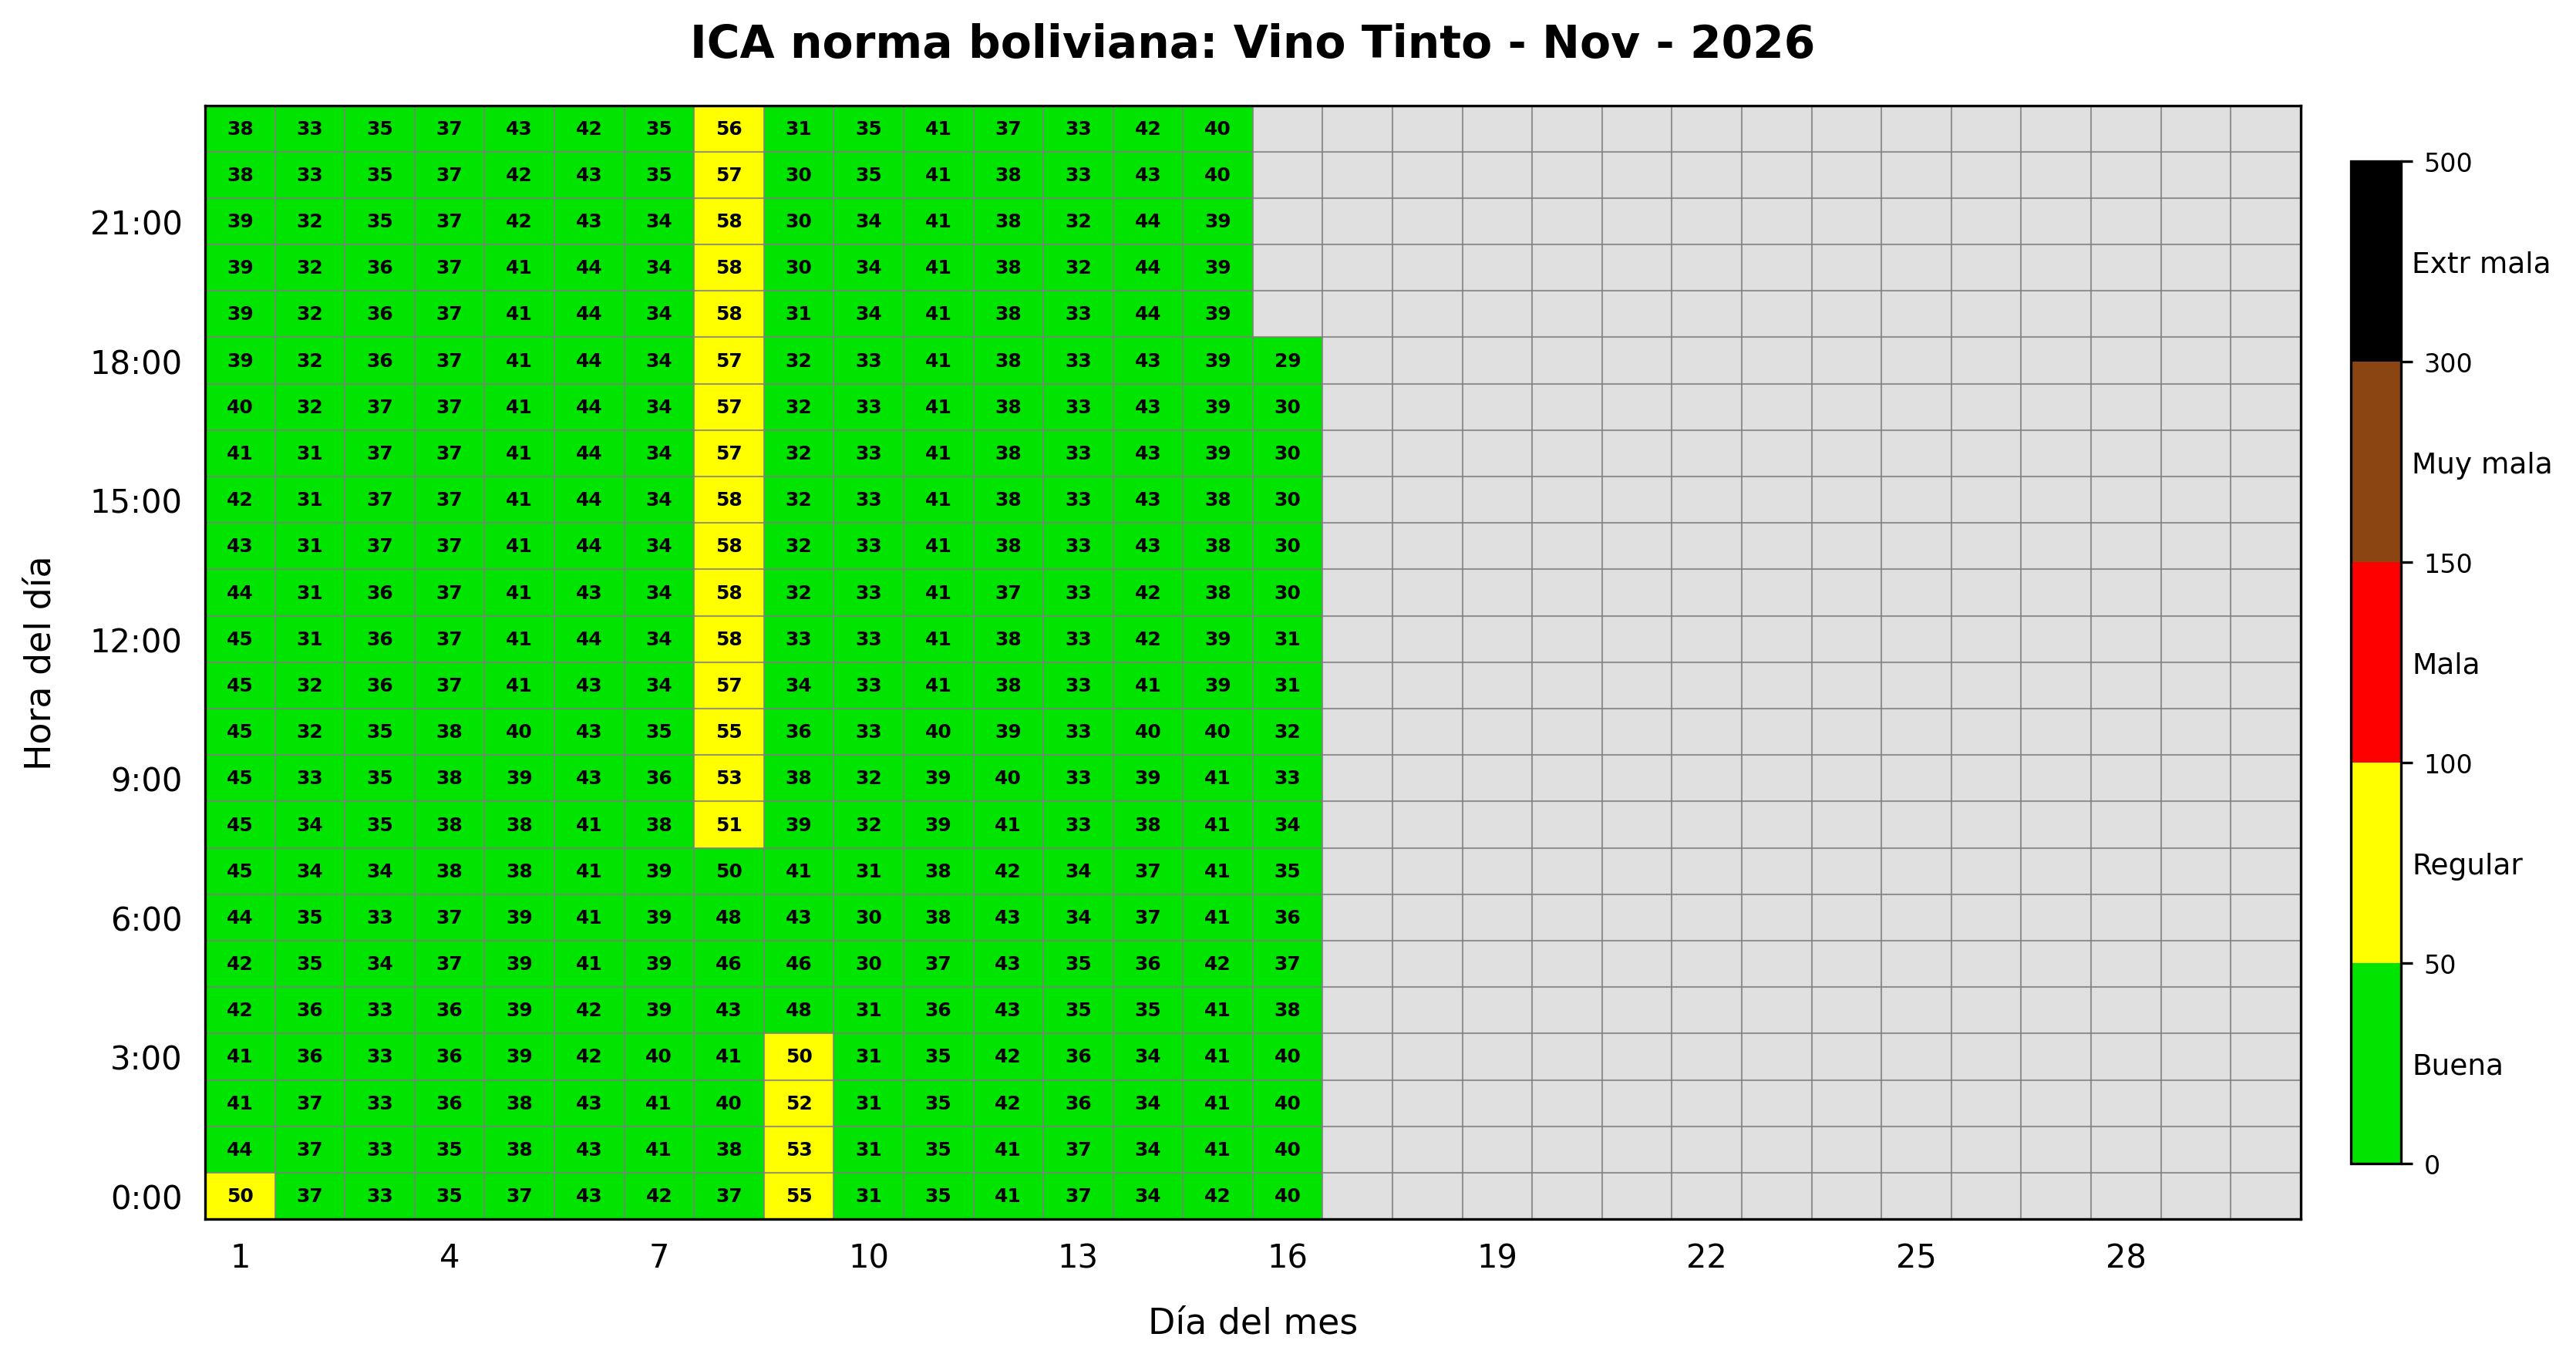 ICA norma boliviana: Vino Tinto - Nov - 2026
38 33 35 37 43 42 35 56 31 35 41 37 33 42 40
38 33 35 37 42 43 35 57 30 35 41 38 33 43 40
21:00 39 32 35 37 42 43 34 58 30 34 41 38 32 44 39
39 32 36 37 41 44 34 58 30 34 41 38 32 44 39
39 32 36 37 41 44 34 58 31 34 41 38 33 44 39
18:00 39 32 36 37 41 44 34 57 32 33 41 38 33 43 39 29
40 32 37 37 41 44 34 57 32 33 41 38 33 43 39 30
41 31 37 37 41 44 34 57 32 33 41 38 33 43 39 30
15:00 42 31 37 37 41 44 34 58 32 33 41 38 33 43 38 30
43 31 37 37 41 44 34 58 32 33 41 38 33 43 38 30
44 31 36 37 41 43 34 58 32 33 41 37 33 42 38 30
12:00 45 31 36 37 41 44 34 58 33 33 41 38 33 42 39 31
45 32 36 37 41 43 34 57 34 33 41 38 33 41 39 31
45 32 35 38 40 43 35 55 36 33 40 39 33 40 40 32
9:00 45 33 35 38 39 43 36 53 38 32 39 40 33 39 41 33
45 34 35 38 38 41 38 51 39 32 39 41 33 38 41 34
45 34 34 38 38 41 39 50 41 31 38 42 34 37 41 35
6:00 44 35 33 37 39 41 39 48 43 30 38 43 34 37 41 36
42 35 34 37 39 41 39 46 46 30 37 43 35 36 42 37
42 36 33 36 39 42 39 43 48 31 36 43 35 35 41 38
3:00 41 36 33 36 39 42 40 41 50 31 35 42 36 34 41 40
41 37 33 36 38 43 41 40 52 31 35 42 36 34 41 40
44 37 33 35 38 43 41 38 53 31 35 41 37 34 41 40
0:00 50 37 33 35 37 43 42 37 55 31 35 41 37 34 42 40
1 4 7 10 13 16 19 22 25 28
Día del mes
Hora del día
500
Extr mala
300
Muy mala
150
Mala
100
Regular
50
Buena
0